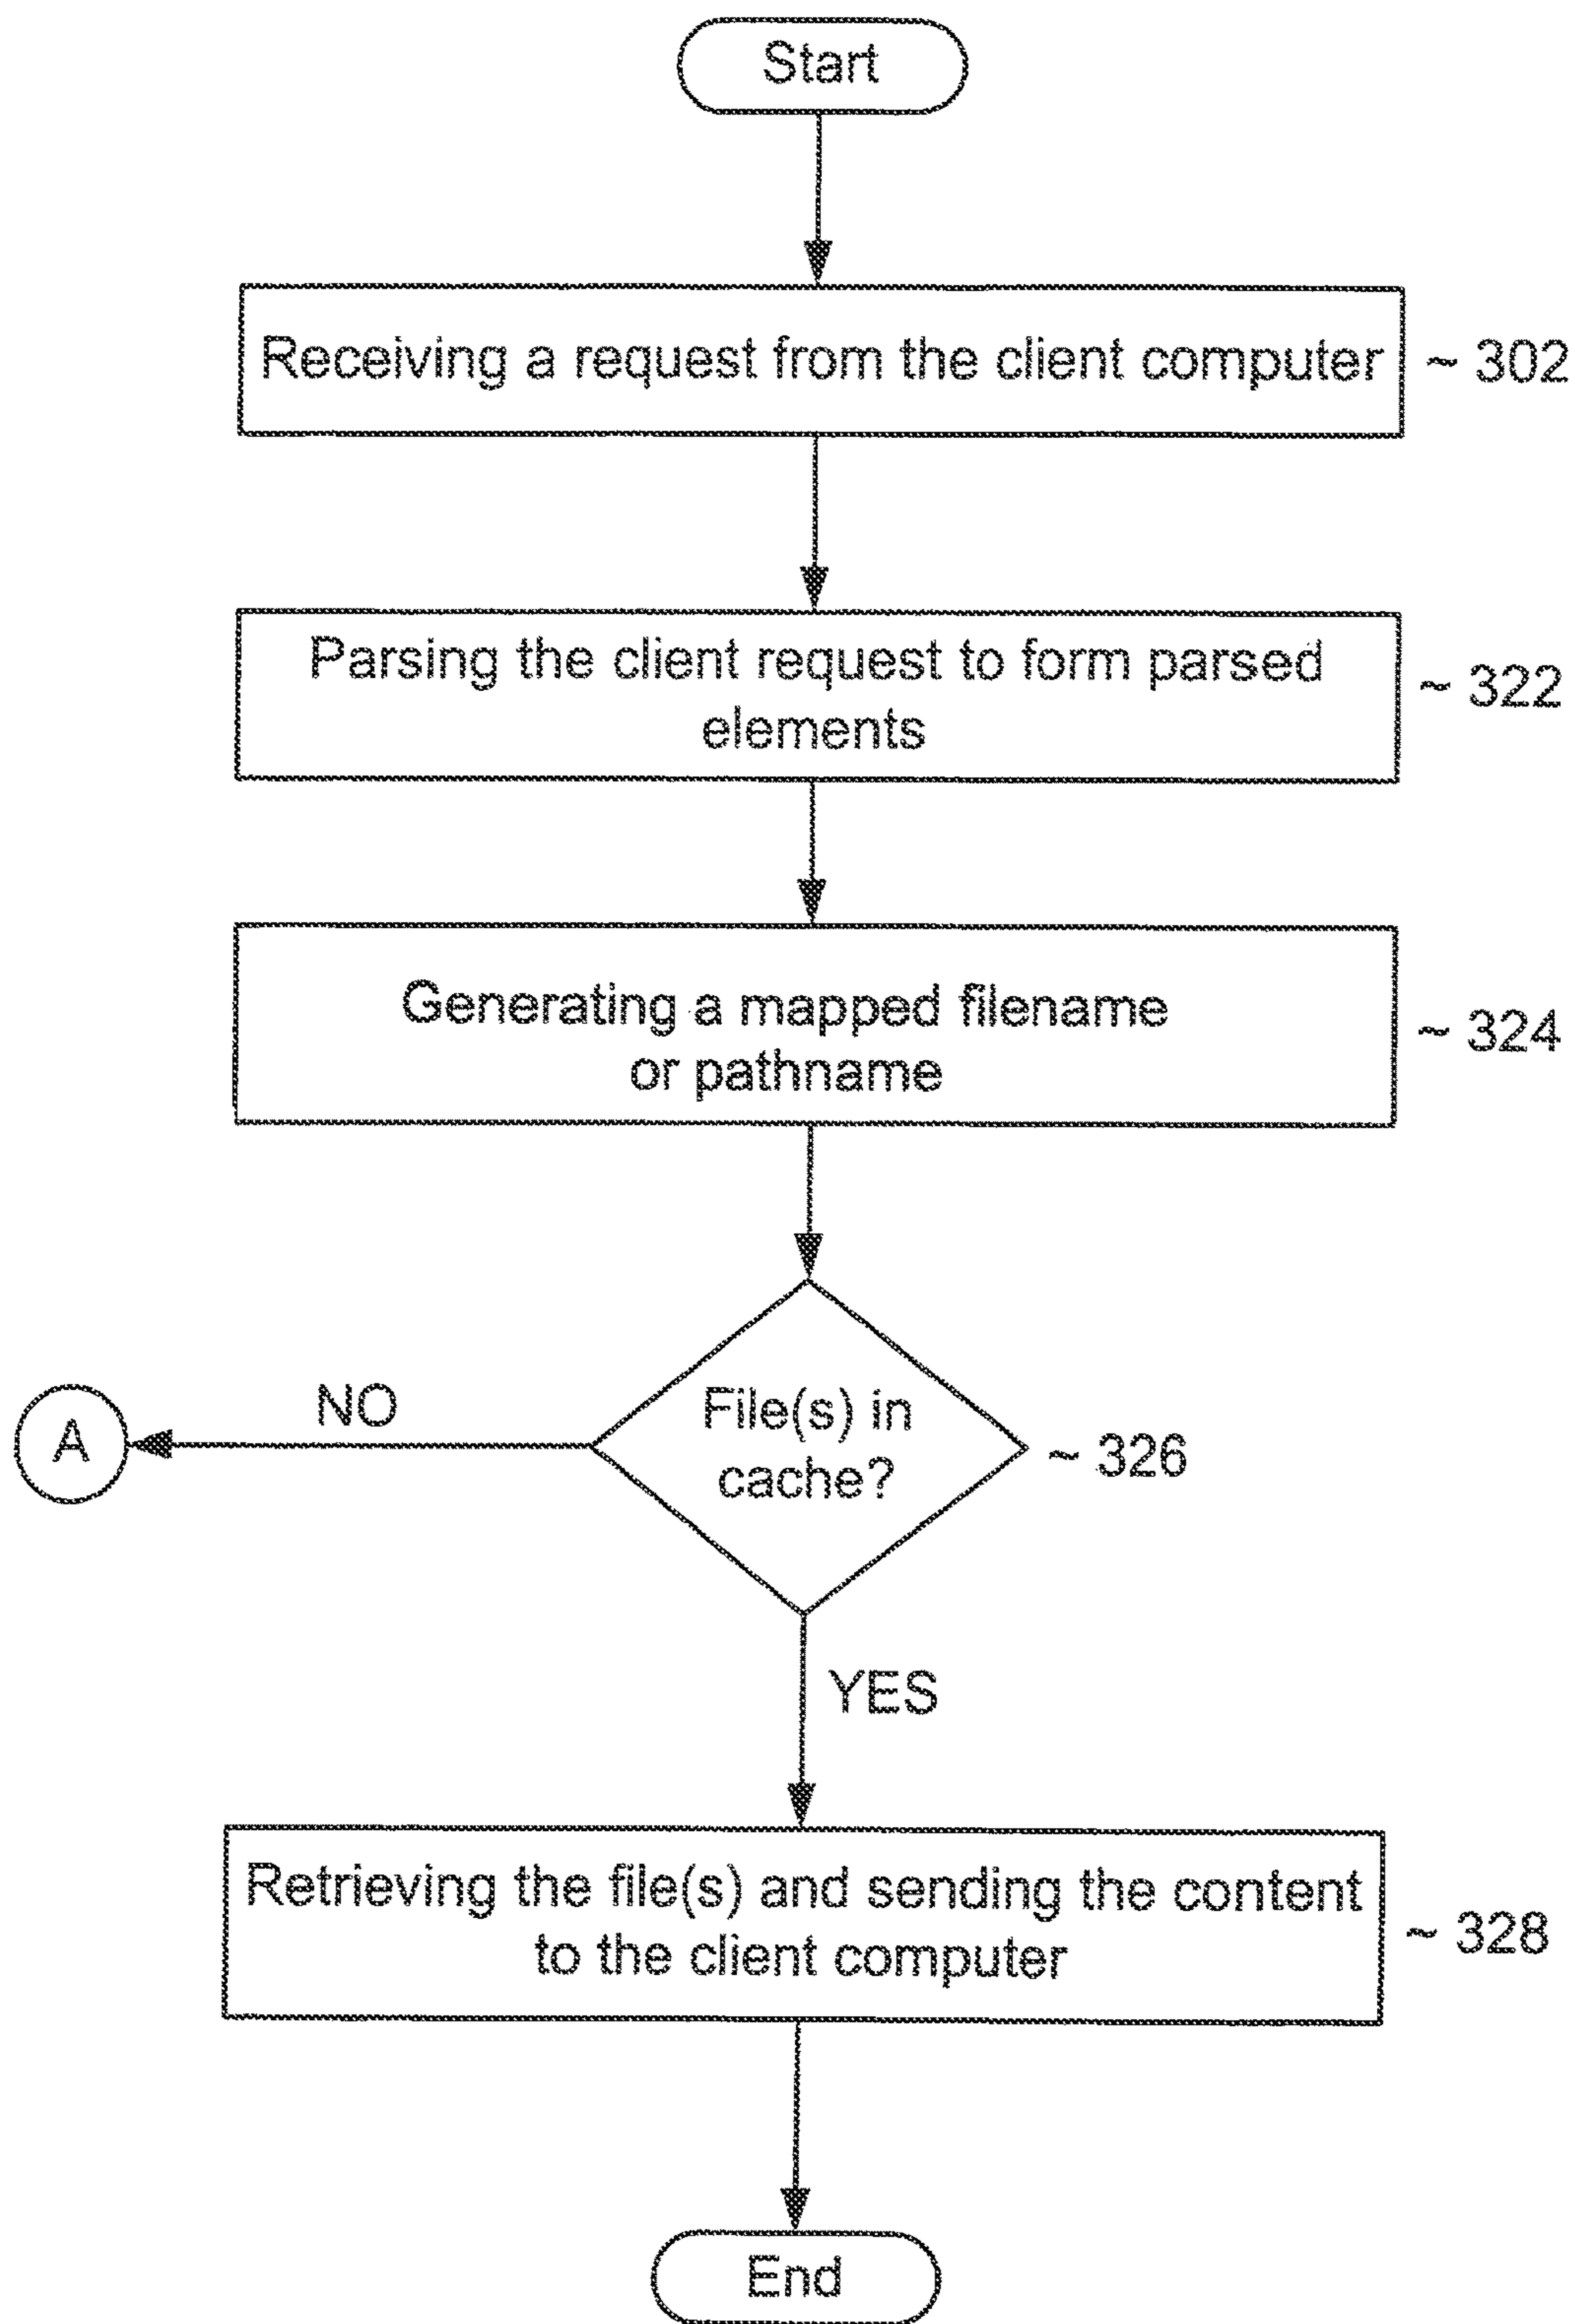 Start
Receiving a request from the client computer
~ 302
Parsing the client request to form parsed
elements
~ 322
Generating a mapped filename
or pathname
~ 324
File(s) in
cache?
~ 326
NO
A
YES
Retrieving the file(s) and sending the content
to the client computer
~ 328
End